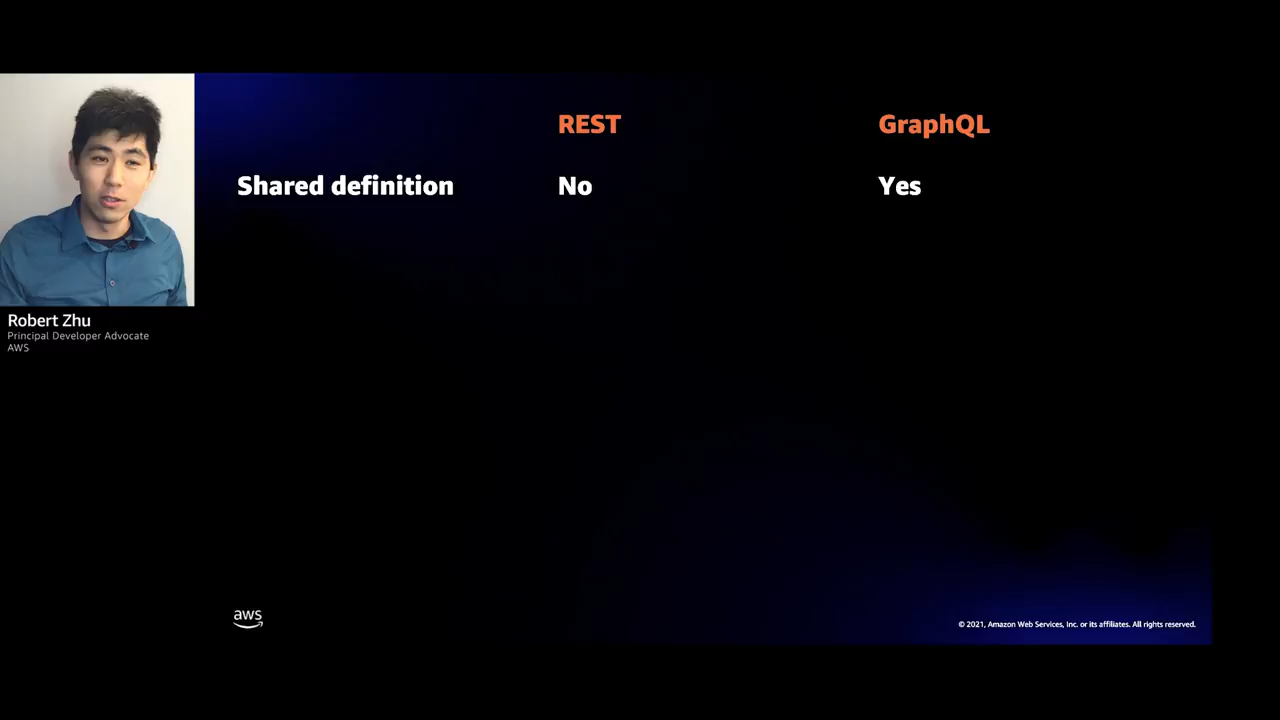 REST GraphQL
Shared definition No Yes
Robert Zhu
Principal Developer Advocate
AWS
aws
© 2021, Amazon Web Services, Inc. or its affiliates. All rights reserved.